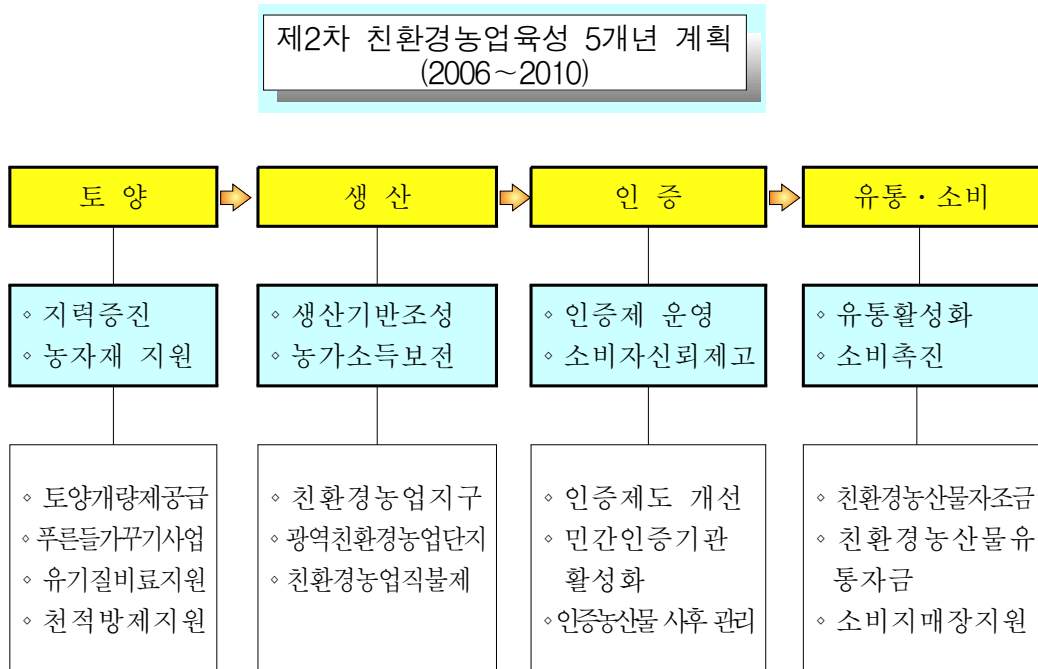 제2차 친환경농업육성 5개년 계획
(2006~2010)
토 양
생 산
인 증
유통·소비
◦ 지력증진
◦ 농자재 지원
◦ 생산기반조성
◦ 농가소득보전
◦ 인증제 운영
◦ 소비자신뢰제고
◦ 유통활성화
◦ 소비촉진
◦ 토양개량제공급
◦ 푸른들가꾸기사업
◦ 유기질비료지원
◦ 천적방제지원
◦ 친환경농업지구
◦ 광역친환경농업단지
◦ 친환경농업직불제
◦ 인증제도 개선
◦ 민간인증기관
활성화
◦ 인증농산물 사후 관리
◦ 친환경농산물자조금
◦ 친환경농산물유
통자금
◦ 소비지매장지원